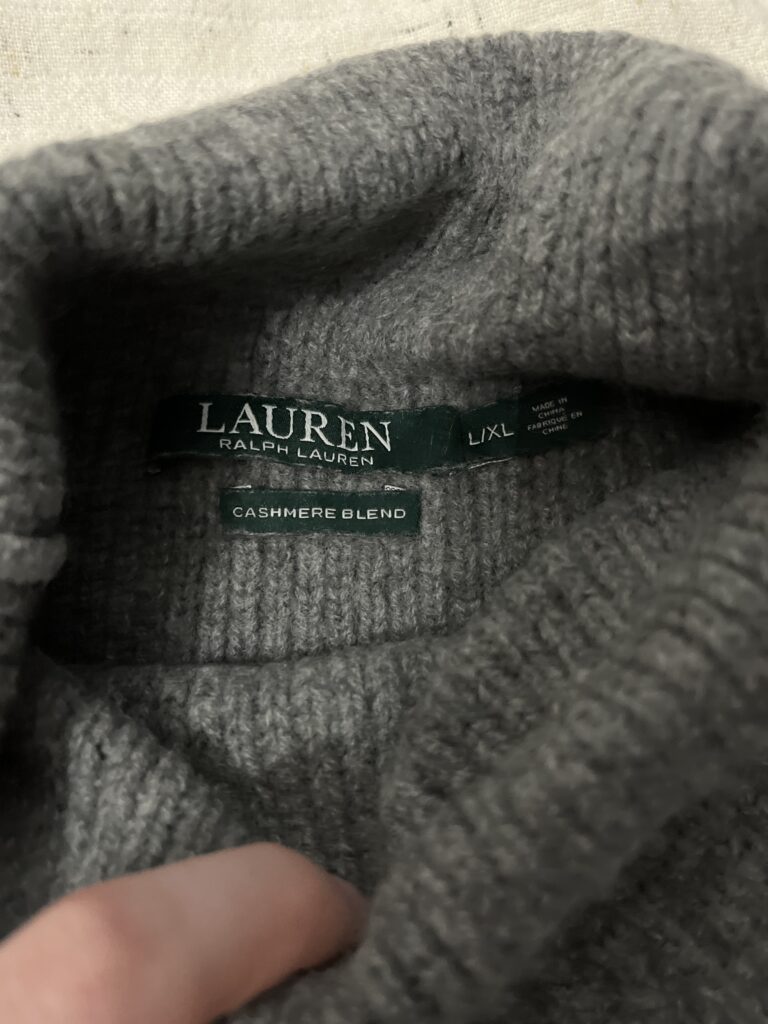 LAUREN
RALPH LAUREN
L/XL
MADE IN
CHINA
FABRIQUÉ EN
CHINE
CASHMERE BLEND